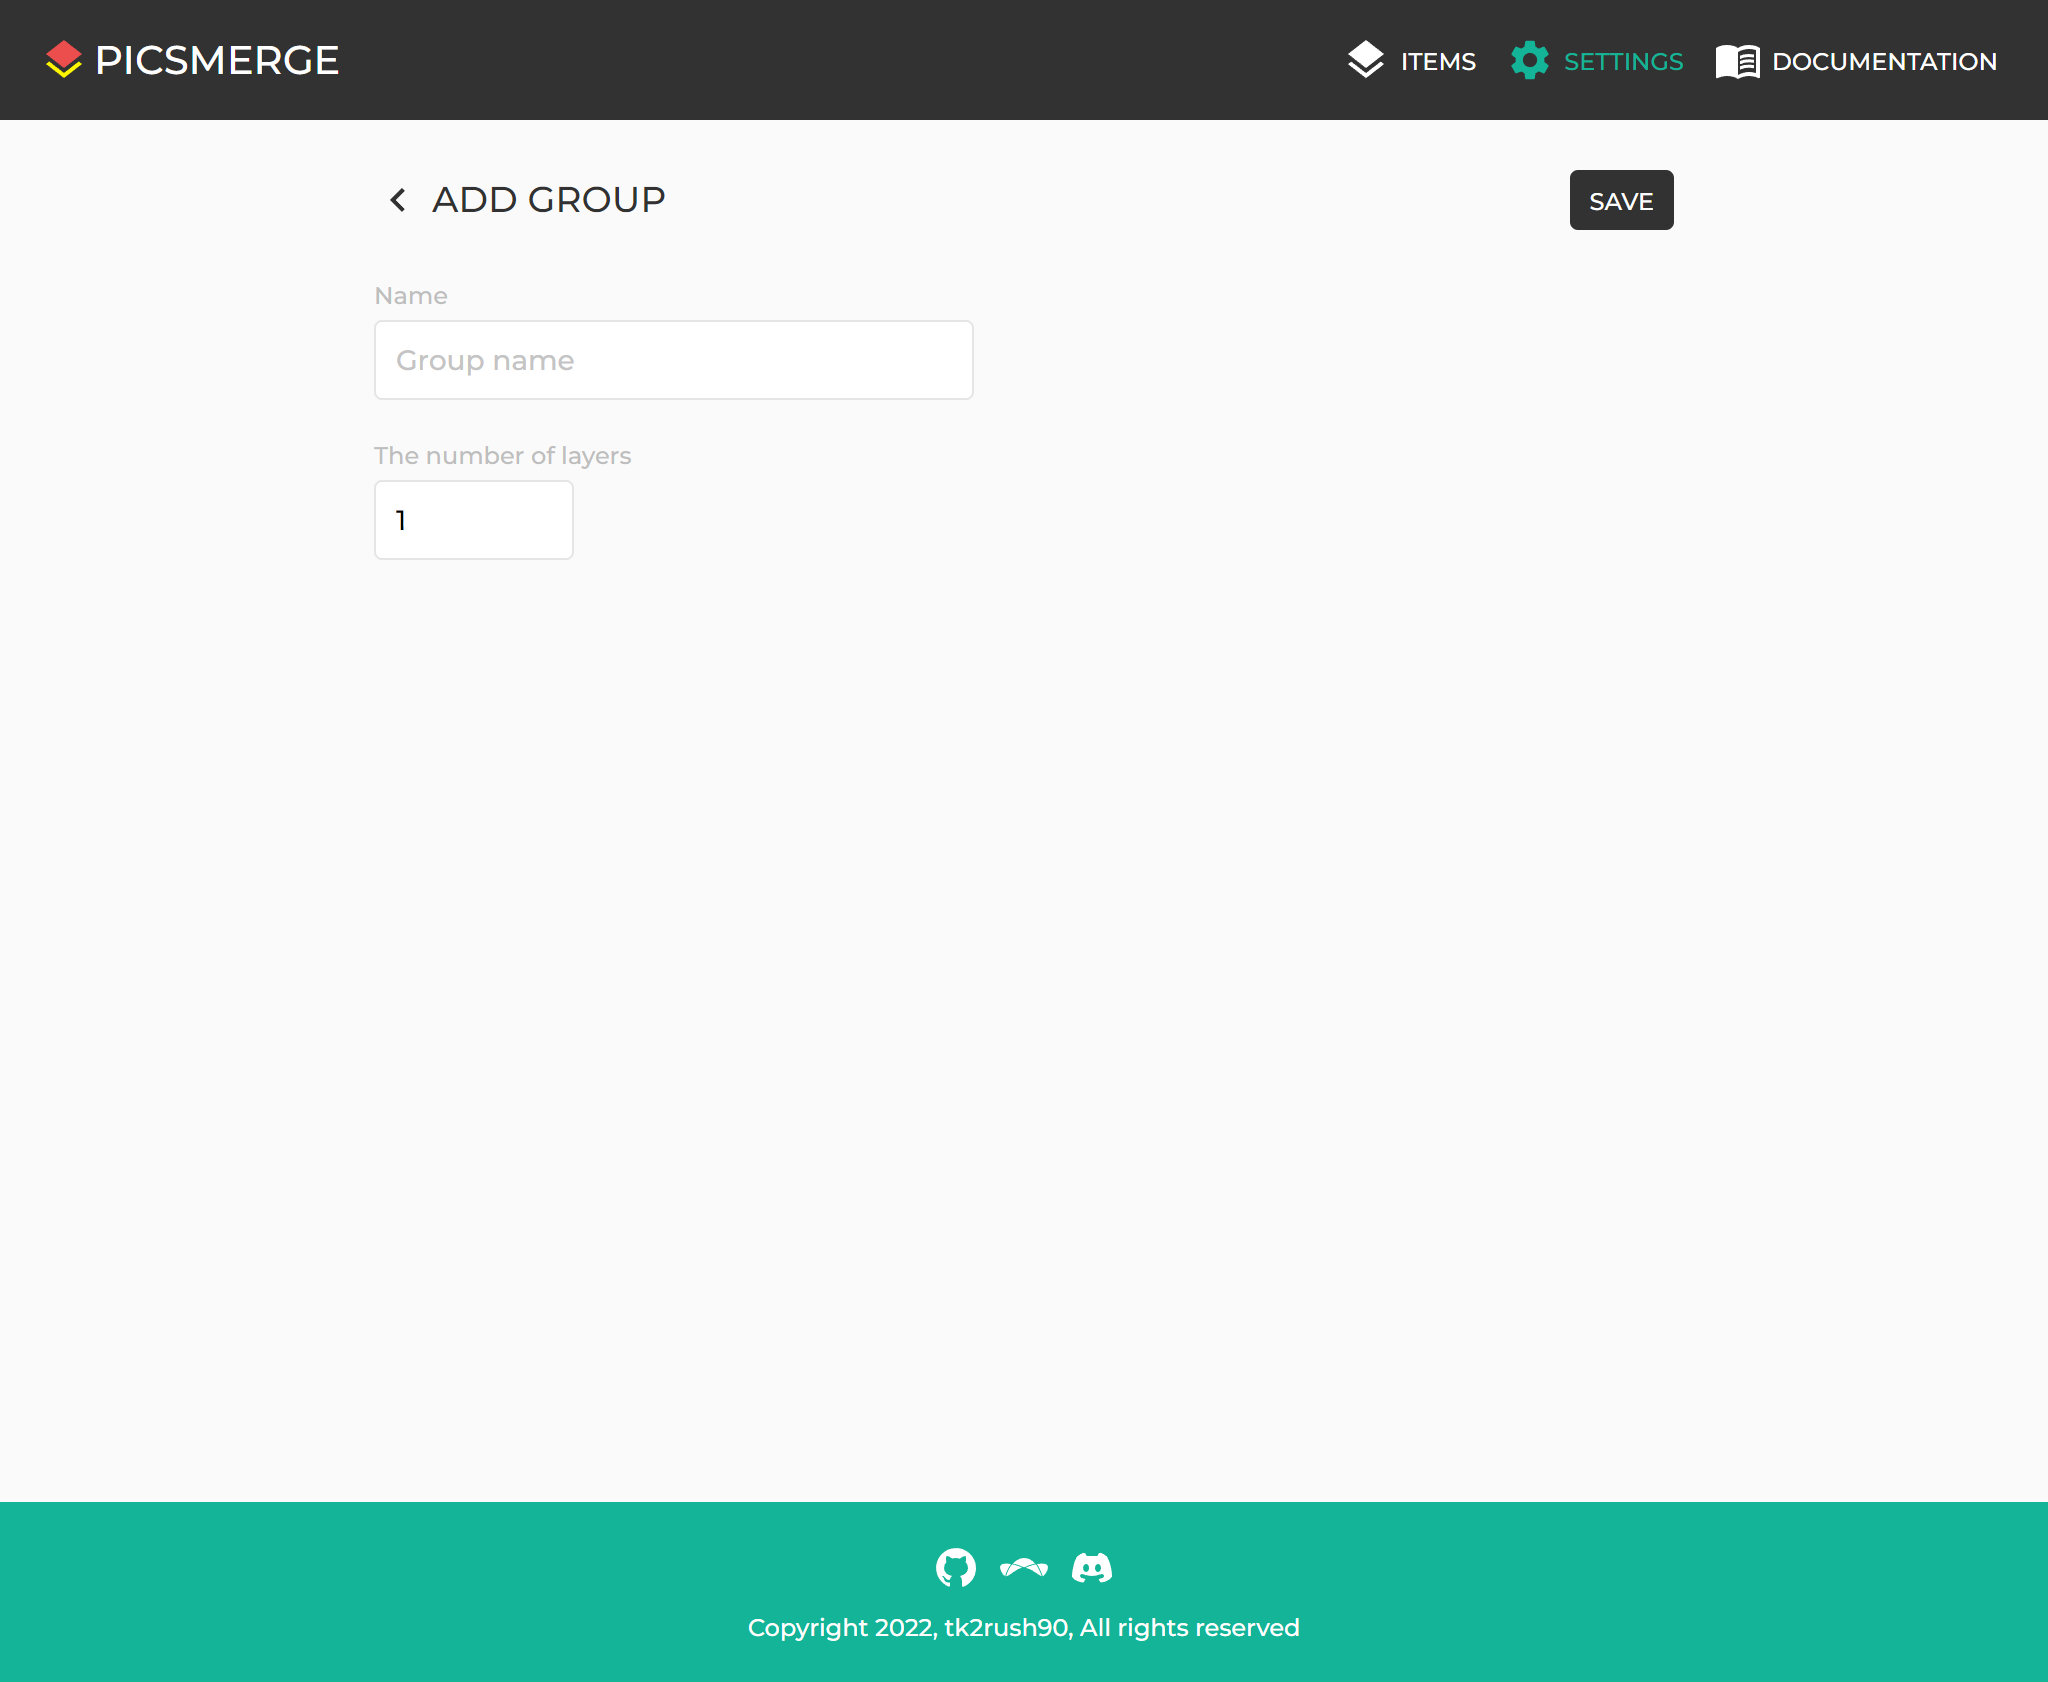 PICSMERGE
ITEMS
SETTINGS
DOCUMENTATION
ADD GROUP
SAVE
Name
Group name
The number of layers
1
Copyright 2022, tk2rush90, All rights reserved